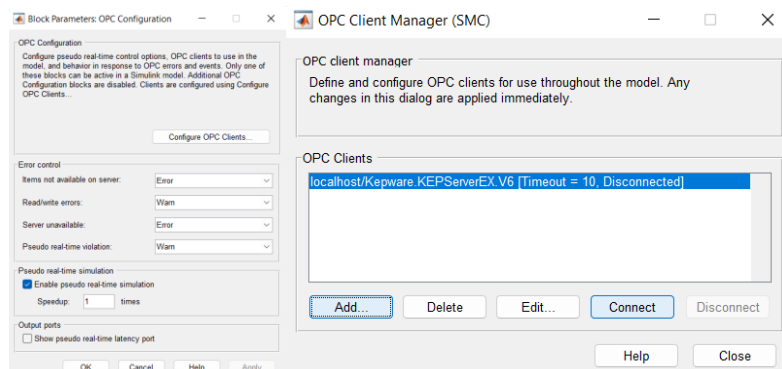 Block Parameters: OPC Configuration
OPC Configuration
Configure pseudo real-time control options, OPC clients to use in the
model, and behavior in response to OPC errors and events. Only one of
these blocks can be active in a Simulink model. Additional OPC
Configuration blocks are disabled. Clients are configured using Configure
OPC Clients...
Configure OPC Clients...
Error control
Items not available on server: Error
Read/write errors: Warn
Server unavailable: Error
Pseudo real-time violation: Warn
Pseudo real-time simulation
Enable pseudo real-time simulation
Speedup: 1 times
Output ports
Show pseudo real-time latency port
OK Cancel Help Apply
OPC Client Manager (SMC)
OPC client manager
Define and configure OPC clients for use throughout the model. Any
changes in this dialog are applied immediately.
OPC Clients
localhost/Kepware.KEPServerEX.V6 [Timeout = 10, Disconnected]
Add... Delete Edit... Connect Disconnect
Help Close